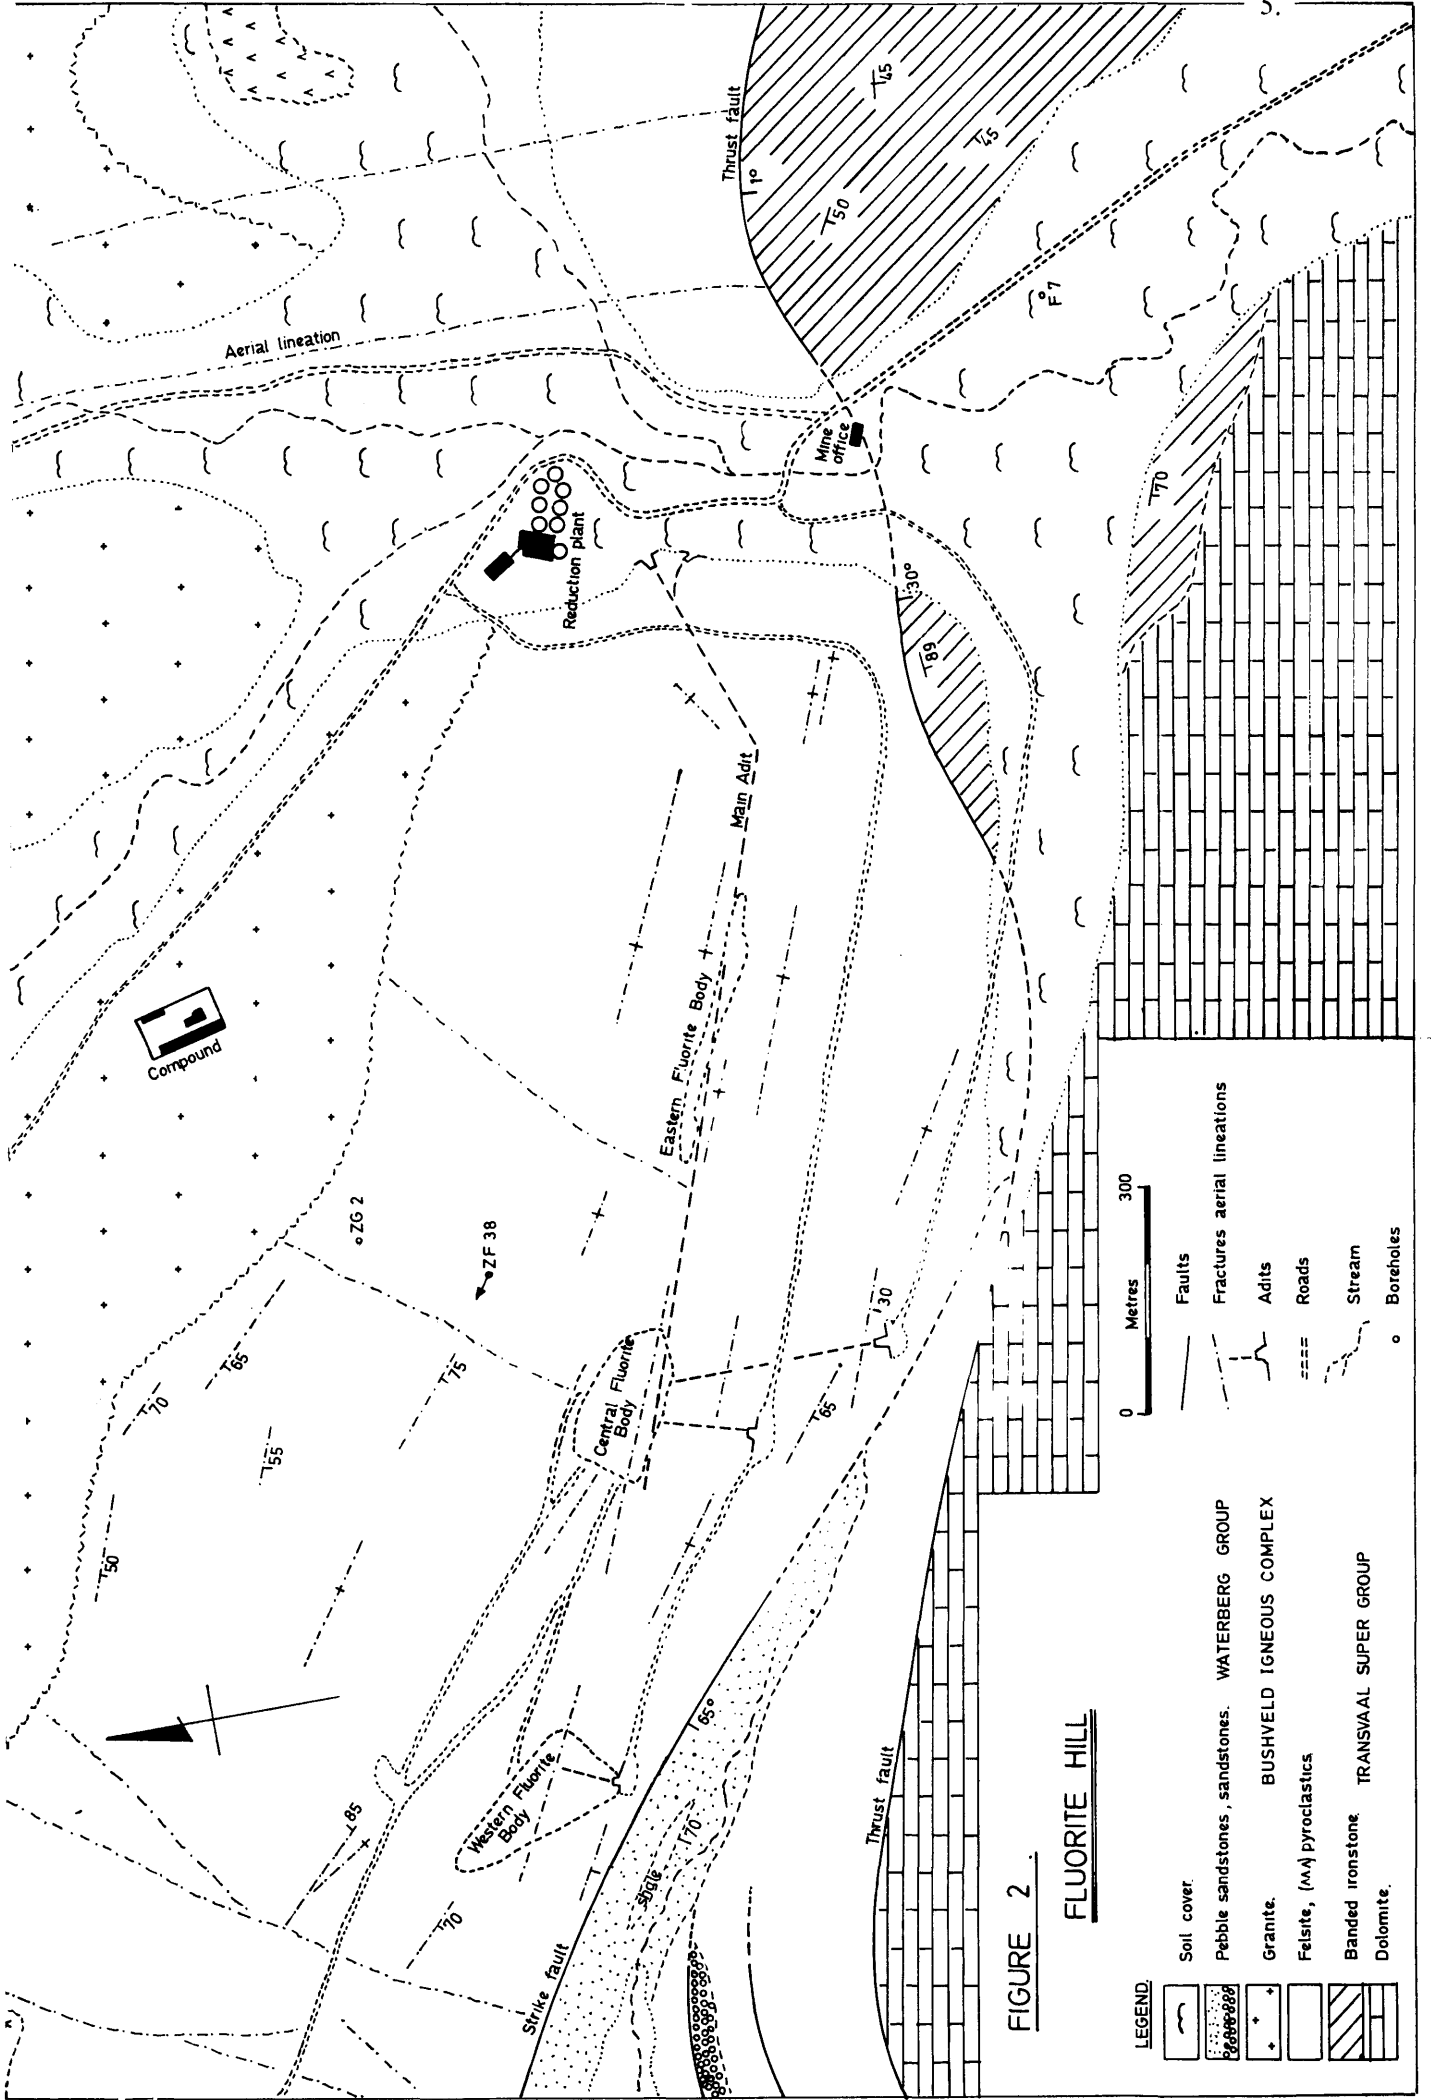 5.
Thrust fault
1°
45
45
50
Aerial lineation
F7
Mine
office
Reduction plant
70
30°
89
Main Adit
Compound
Eastern Fluorite Body
ZG 2
ZF 38
Central Fluorite
Body
30
65
65
70
75
55
50
Western Fluorite
Body
85
70
65°
Strike fault
shale
70
Thrust fault
FIGURE 2.
FLUORITE HILL
Metres
0 300
LEGEND.
Soil cover
Pebble sandstones, sandstones. WATERBERG GROUP
Granite. BUSHVELD IGNEOUS COMPLEX
Felsite, (ʌʌʌ) pyroclastics
Banded ironstone TRANSVAAL SUPER GROUP
Dolomite.
Faults
Fractures aerial lineations
Adits
Roads
Stream
Boreholes